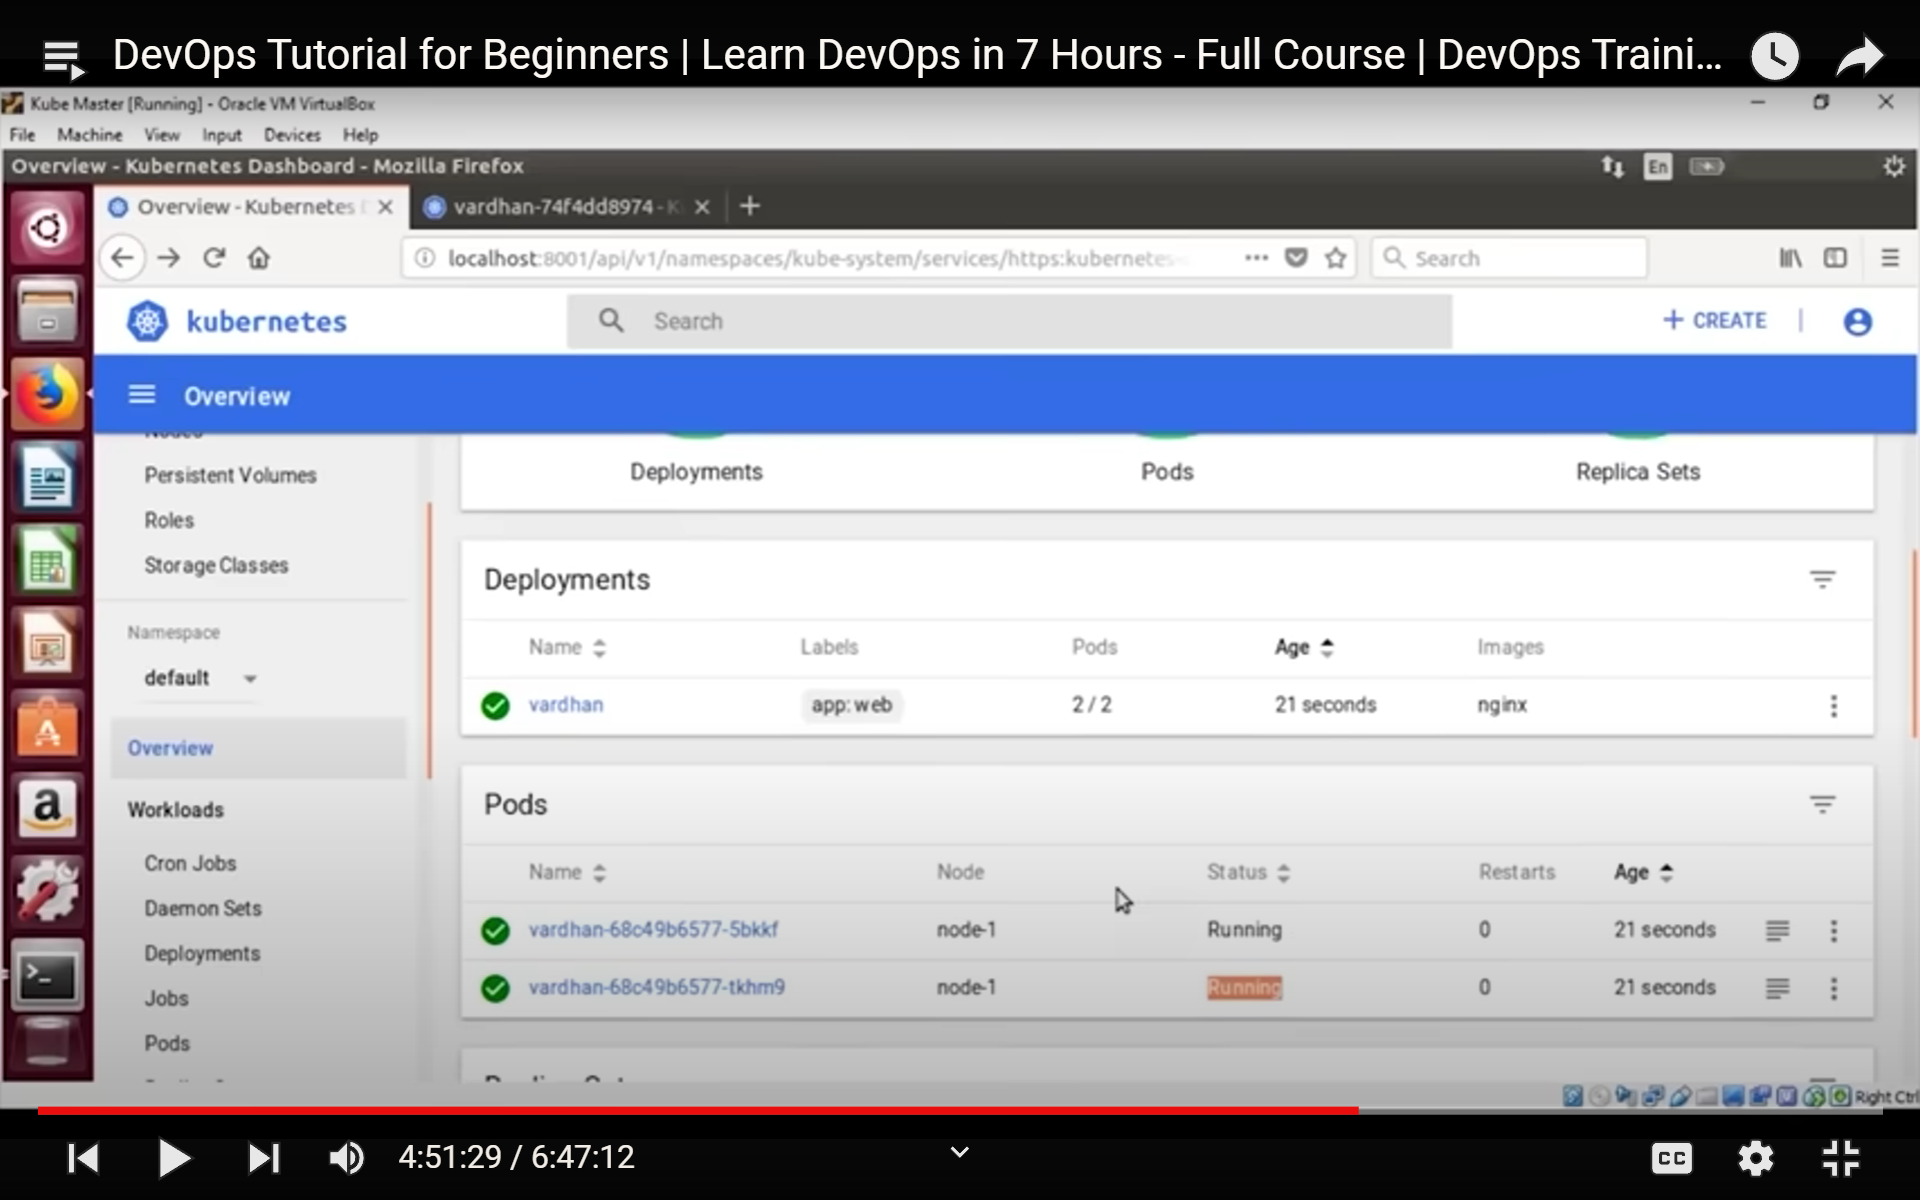 DevOps Tutorial for Beginners | Learn DevOps in 7 Hours - Full Course | DevOps Traini...
Kube Master [Running] - Oracle VM VirtualBox
File Machine View Input Devices Help
Overview - Kubernetes Dashboard - Mozilla Firefox
En
Overview - Kubernetes
vardhan-74f4dd8974 - K
localhost:8001/api/v1/namespaces/kube-system/services/https:kubernetes-
Search
kubernetes
Search
+ CREATE
Overview
Nodes
Persistent Volumes
Roles
Storage Classes
Namespace
default
Overview
Workloads
Cron Jobs
Daemon Sets
Deployments
Jobs
Pods
Deployments Pods Replica Sets
Deployments
Name Labels Pods Age Images
vardhan app: web 2 / 2 21 seconds nginx
Pods
Name Node Status Restarts Age
vardhan-68c49b6577-5bkkf node-1 Running 0 21 seconds
vardhan-68c49b6577-tkhm9 node-1 Running 0 21 seconds
Right Ctrl
4:51:29 / 6:47:12
CC